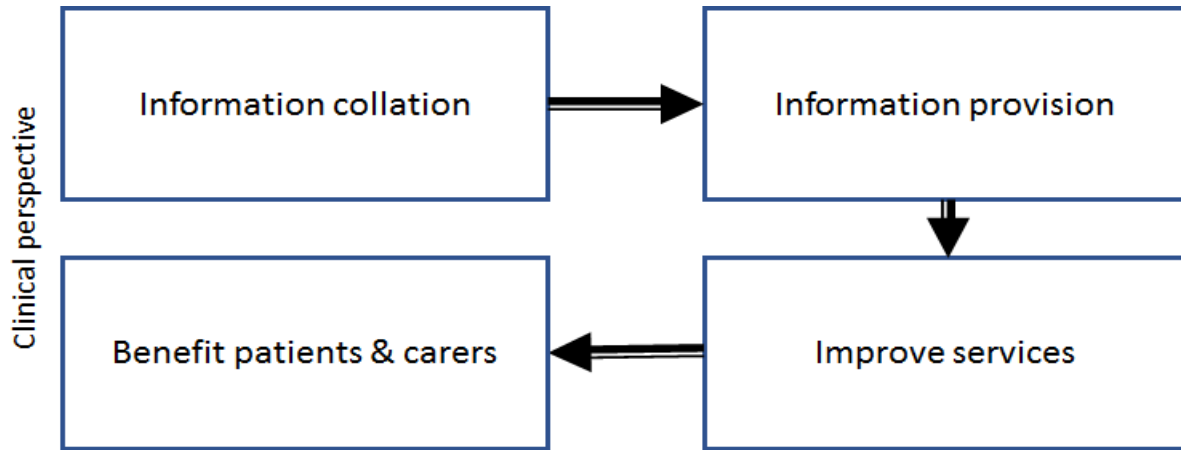 Clinical perspective
Information collation
Information provision
Benefit patients & carers
Improve services